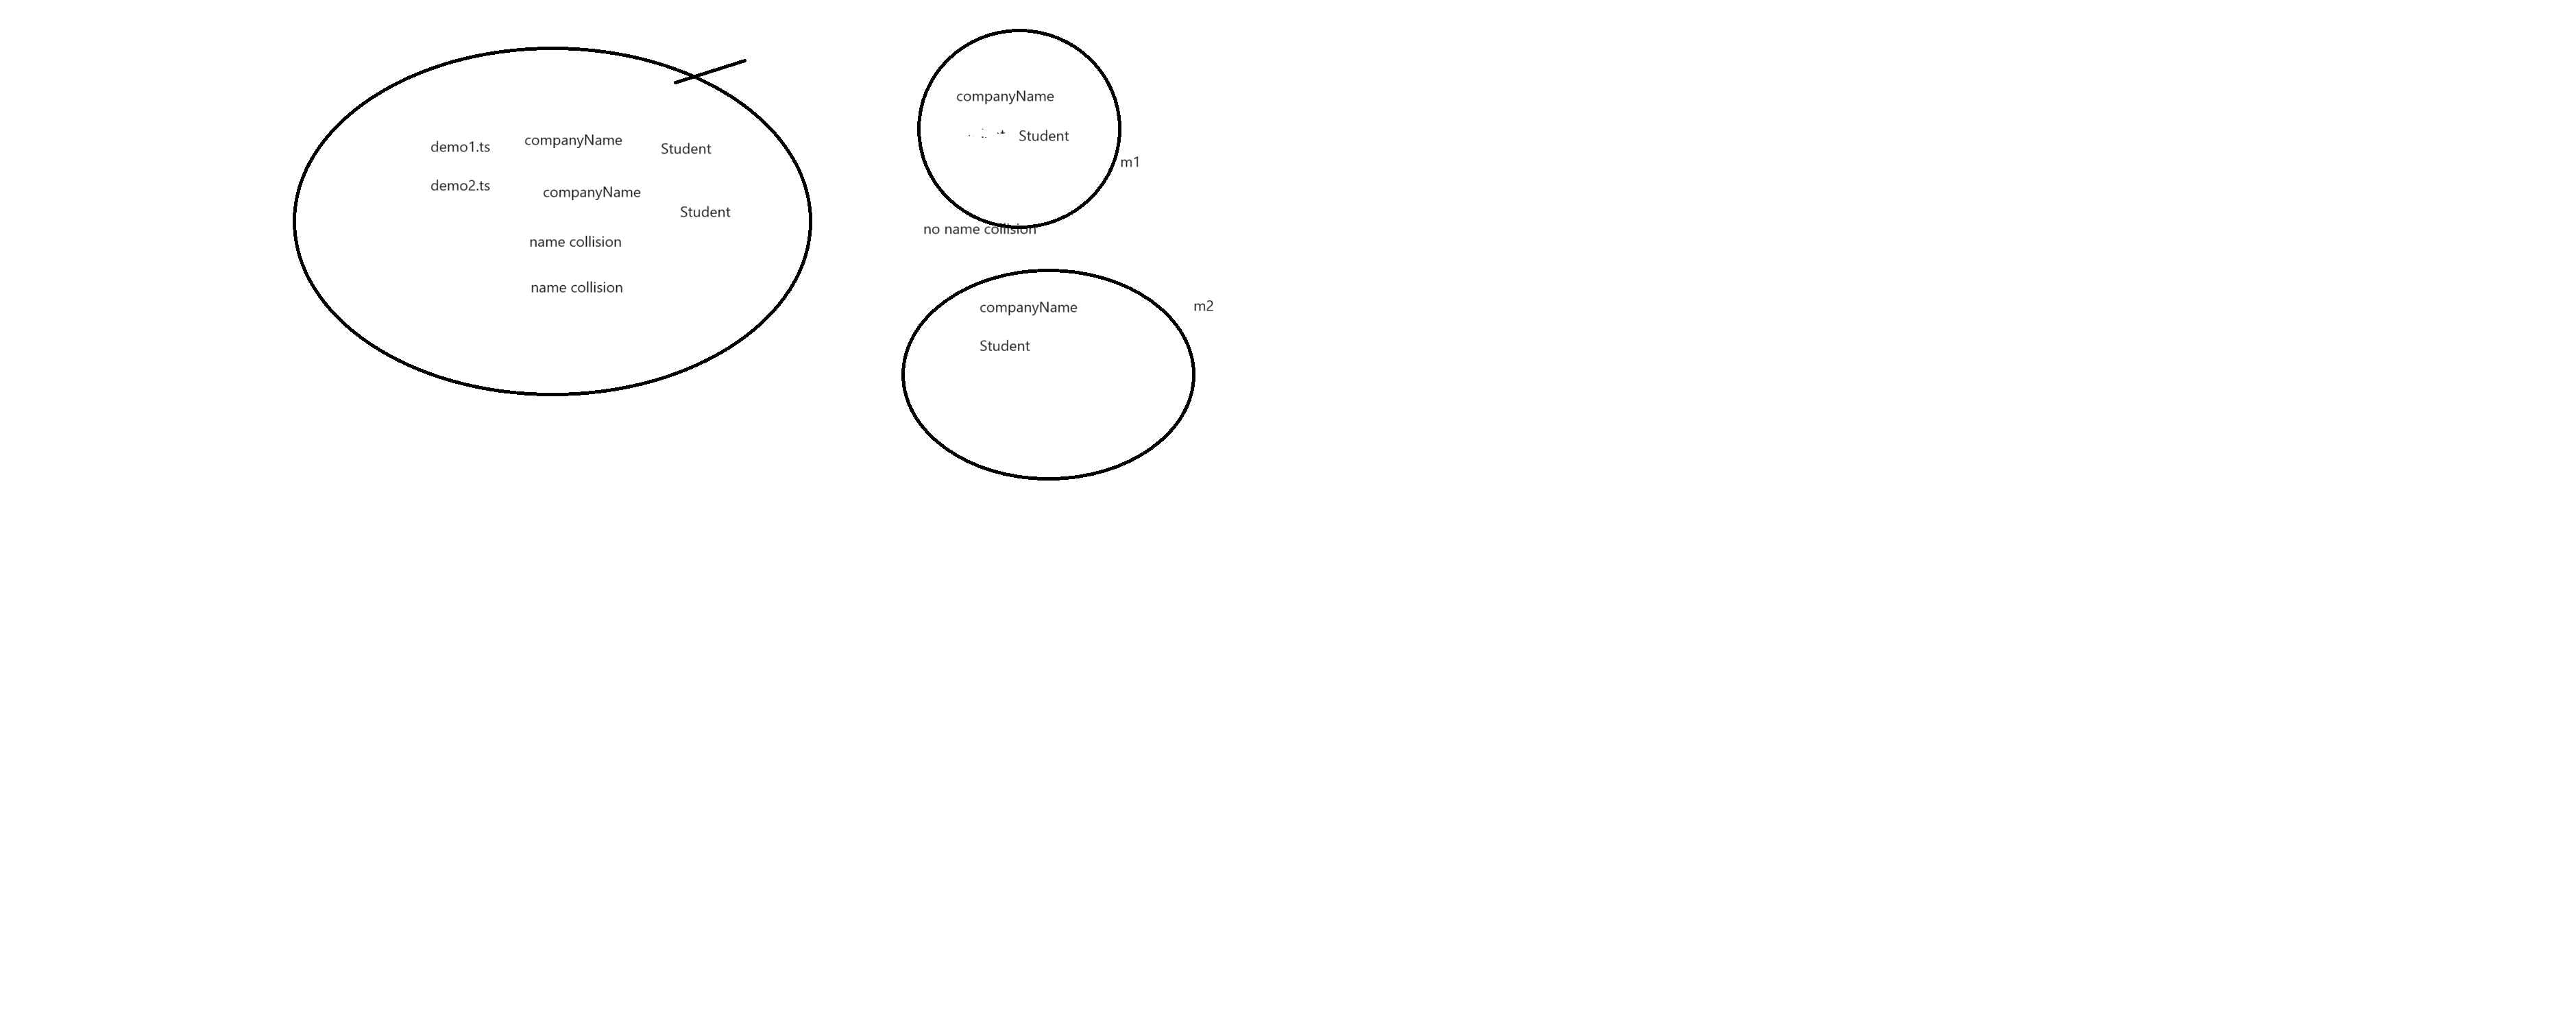 demo1.ts companyName Student
demo2.ts companyName
Student
name collision
name collision
companyName
Student
m1
no name collision
companyName
m2
Student